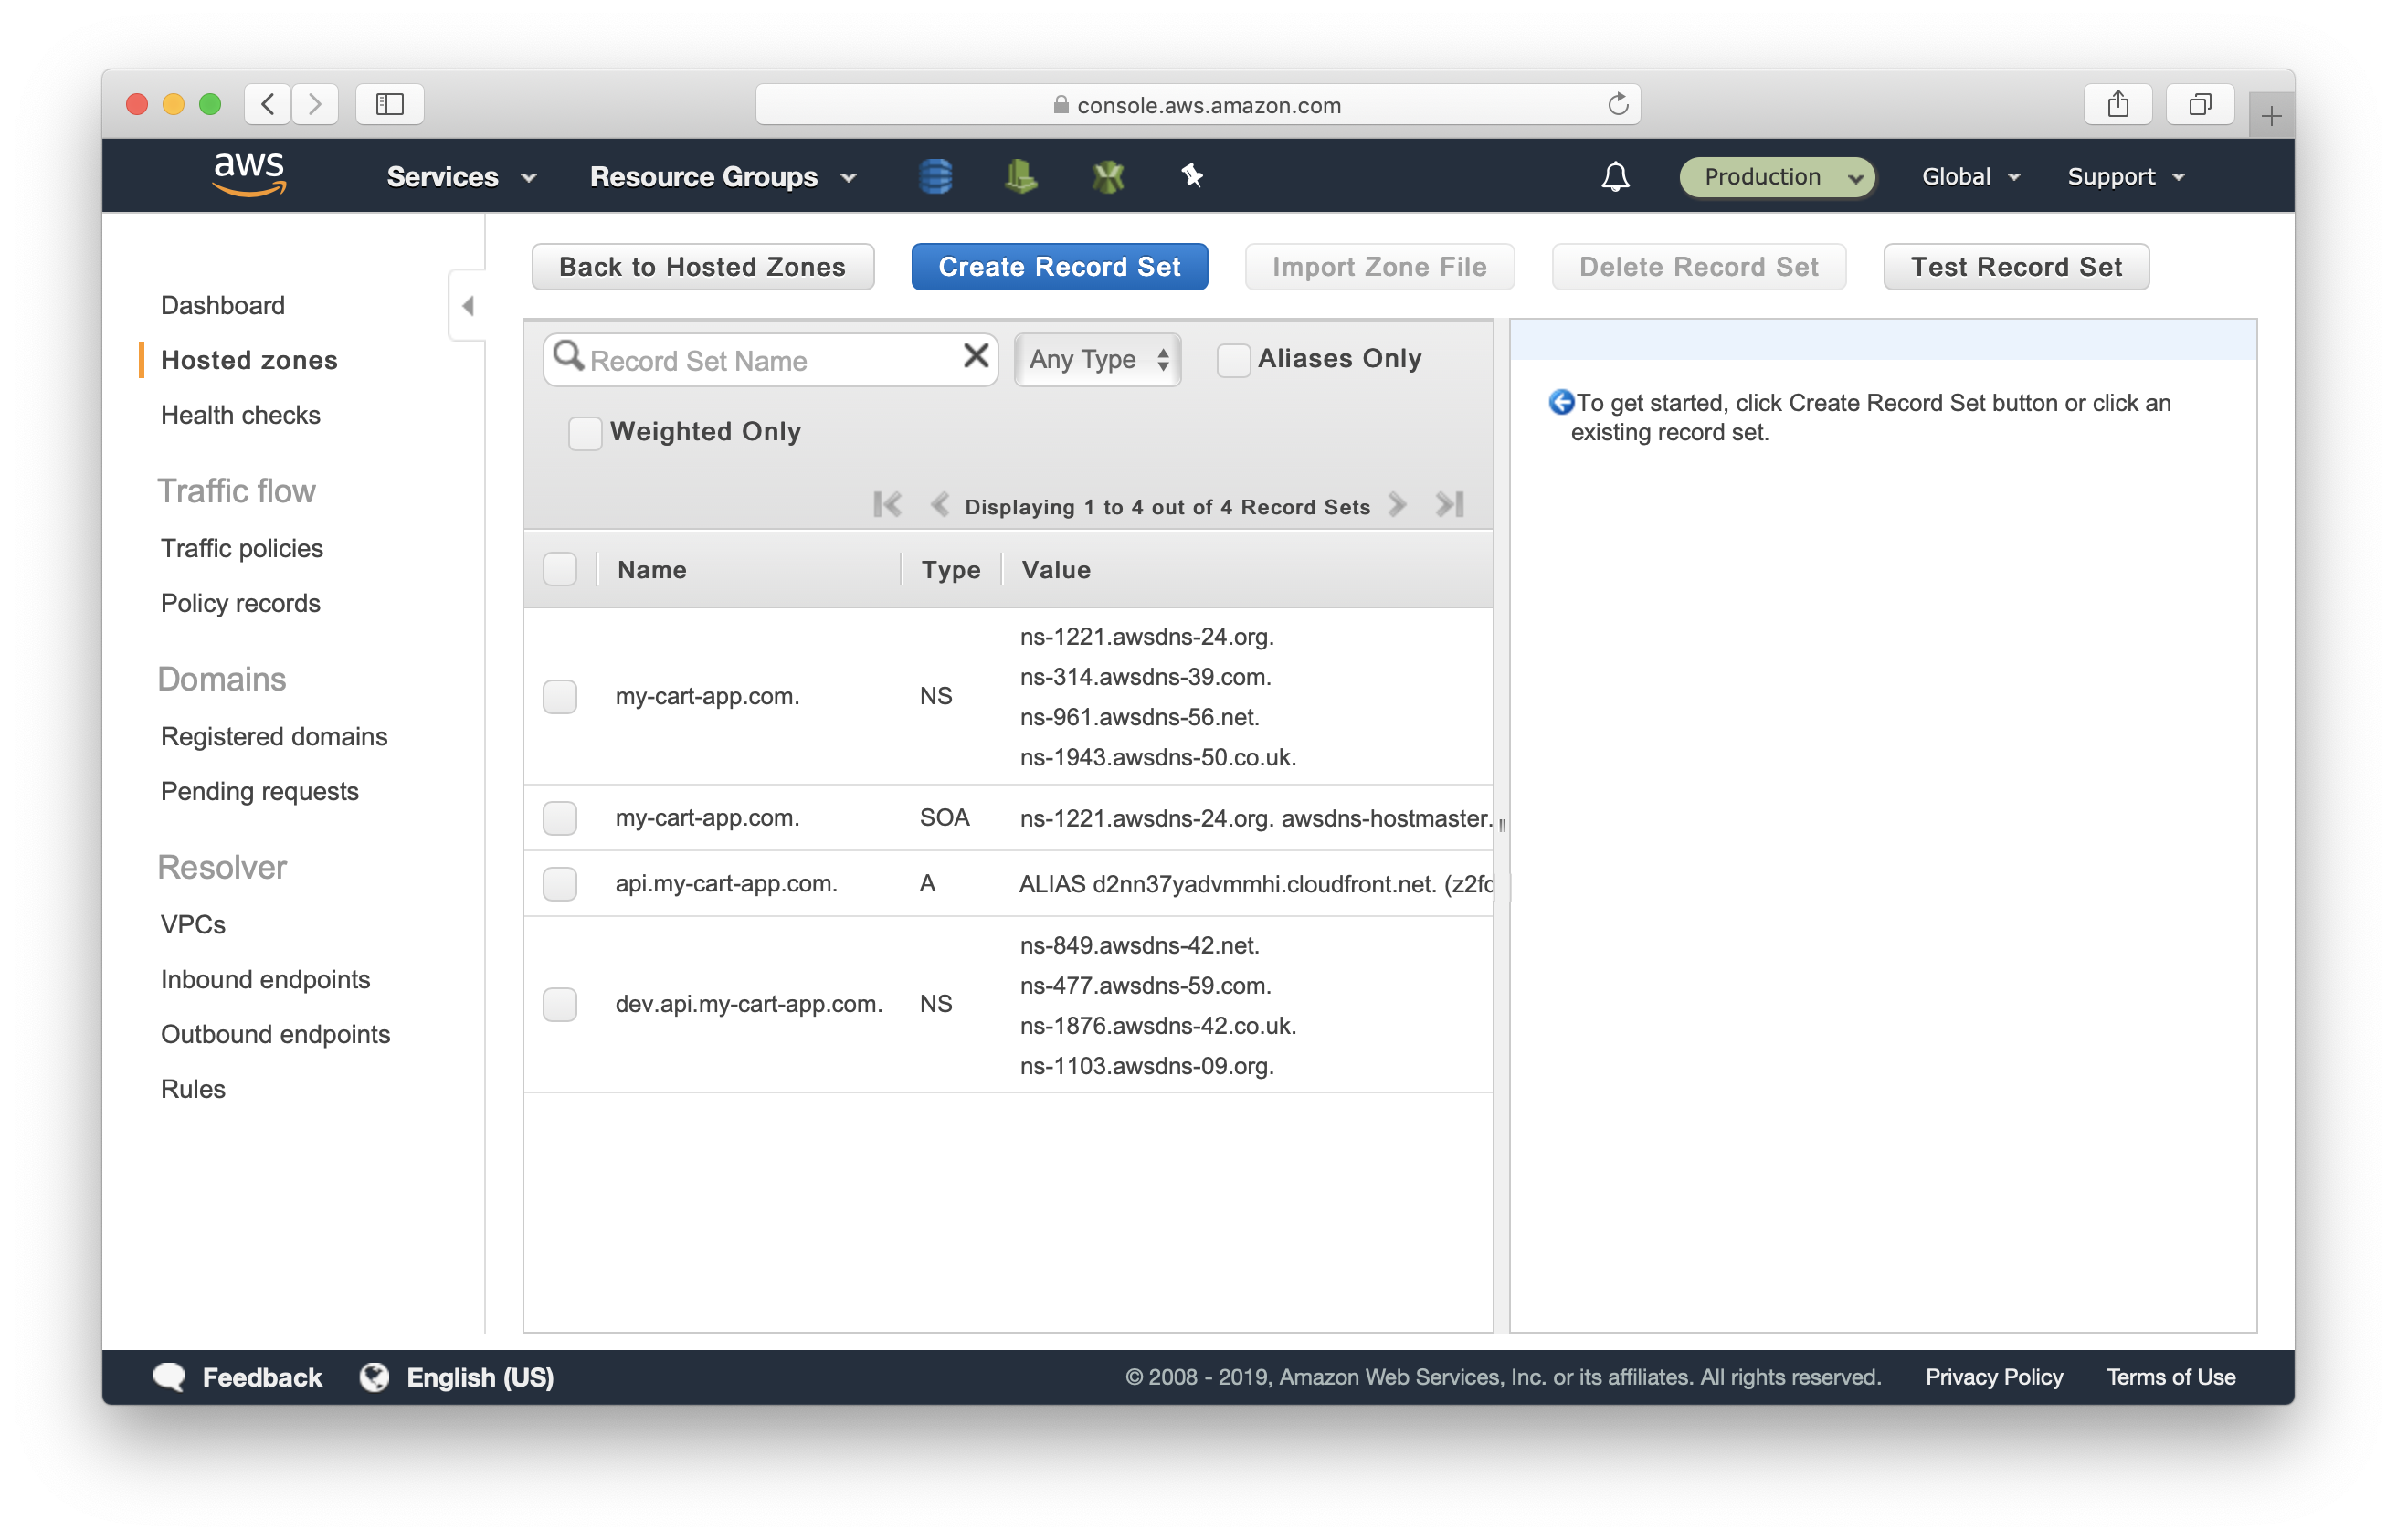 console.aws.amazon.com
aws
Services
Resource Groups
Production
Global
Support
Back to Hosted Zones
Create Record Set
Import Zone File
Delete Record Set
Test Record Set
Dashboard
Hosted zones
Health checks
Traffic flow
Traffic policies
Policy records
Domains
Registered domains
Pending requests
Resolver
VPCs
Inbound endpoints
Outbound endpoints
Rules
Record Set Name
Any Type
Aliases Only
Weighted Only
Displaying 1 to 4 out of 4 Record Sets
Name Type Value
my-cart-app.com. NS
ns-1221.awsdns-24.org.
ns-314.awsdns-39.com.
ns-961.awsdns-56.net.
ns-1943.awsdns-50.co.uk.
my-cart-app.com. SOA ns-1221.awsdns-24.org. awsdns-hostmaster.
api.my-cart-app.com. A ALIAS d2nn37yadvmmhi.cloudfront.net.
dev.api.my-cart-app.com. NS
ns-849.awsdns-42.net.
ns-477.awsdns-59.com.
ns-1876.awsdns-42.co.uk.
ns-1103.awsdns-09.org.
To get started, click Create Record Set button or click an
existing record set.
Feedback
English (US)
© 2008 - 2019, Amazon Web Services, Inc. or its affiliates. All rights reserved.
Privacy Policy
Terms of Use